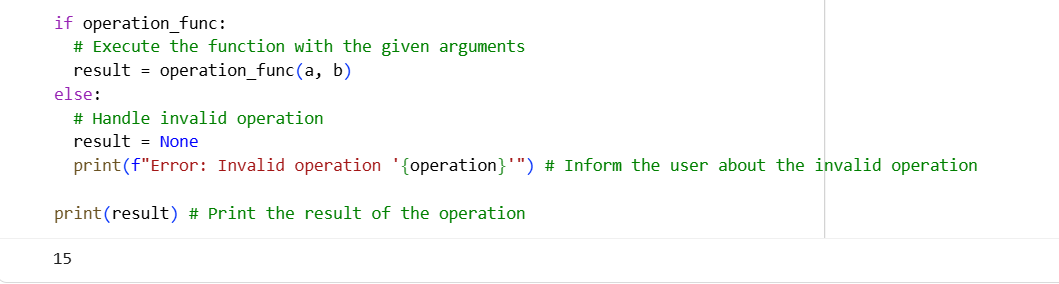 if operation_func:
  # Execute the function with the given arguments
  result = operation_func(a, b)
else:
  # Handle invalid operation
  result = None
  print(f"Error: Invalid operation '{operation}'") # Inform the user about the invalid operation

print(result) # Print the result of the operation
15